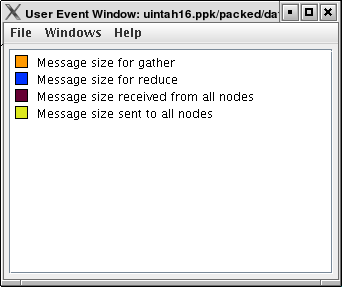 User Event Window: uintah16.ppk/packed/da
File Windows Help
Message size for gather
Message size for reduce
Message size received from all nodes
Message size sent to all nodes